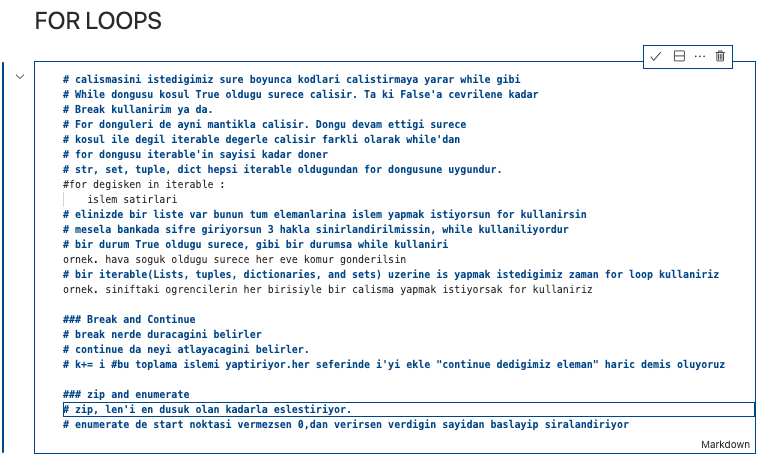 FOR LOOPS
# calismasini istedigimiz sure boyunca kodlari calistirmaya yarar while gibi
# While dongusu kosul True oldugu surece calisir. Ta ki False'a cevrilene kadar
# Break kullanirim ya da.
# For donguleri de ayni mantikla calisir. Dongu devam ettigi surece
# kosul ile degil iterable degerle calisir farkli olarak while'dan
# for dongusu iterable'in sayisi kadar doner
# str, set, tuple, dict hepsi iterable oldugundan for dongusune uygundur.
#for degisken in iterable :
    islem satirlari
# elinizde bir liste var bunun tum elemanlarina islem yapmak istiyorsun for kullanirsin
# mesela bankada sifre giriyorsun 3 hakla sinirlandirilmissin, while kullaniliyordur
# bir durum True oldugu surece, gibi bir durumsa while kullaniri
ornek. hava soguk oldugu surece her eve komur gonderilsin
# bir iterable(Lists, tuples, dictionaries, and sets) uzerine is yapmak istedigimiz zaman for loop kullaniriz
ornek. siniftaki ogrencilerin her birisiyle bir calisma yapmak istiyorsak for kullaniriz
### Break and Continue
# break nerde duracagini belirler
# continue da neyi atlayacagini belirler.
# k+= i #bu toplama islemi yaptiriyor.her seferinde i'yi ekle "continue dedigimiz eleman" haric demis oluyoruz
### zip and enumerate
# zip, len'i en dusuk olan kadarla eslestiriyor.
# enumerate de start noktasi vermezsen 0,dan verirsen verdigin sayidan baslayip siralandiriyor
Markdown